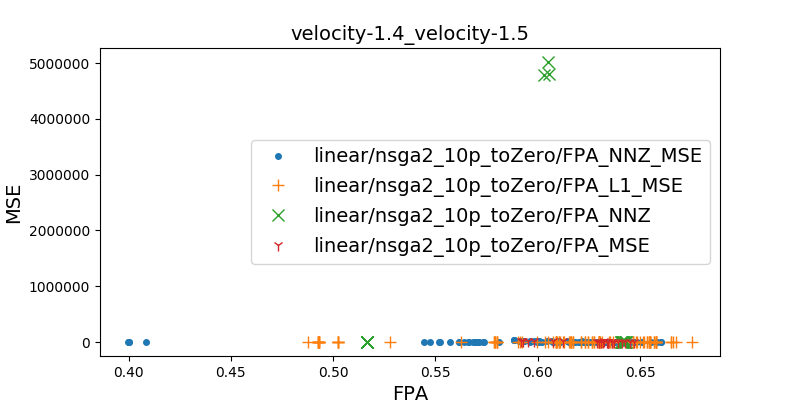 velocity-1.4_velocity-1.5
MSE
5000000
4000000
3000000
2000000
1000000
0
linear/nsga2_10p_toZero/FPA_NNZ_MSE
linear/nsga2_10p_toZero/FPA_L1_MSE
linear/nsga2_10p_toZero/FPA_NNZ
linear/nsga2_10p_toZero/FPA_MSE
0.40 0.45 0.50 0.55 0.60 0.65
FPA